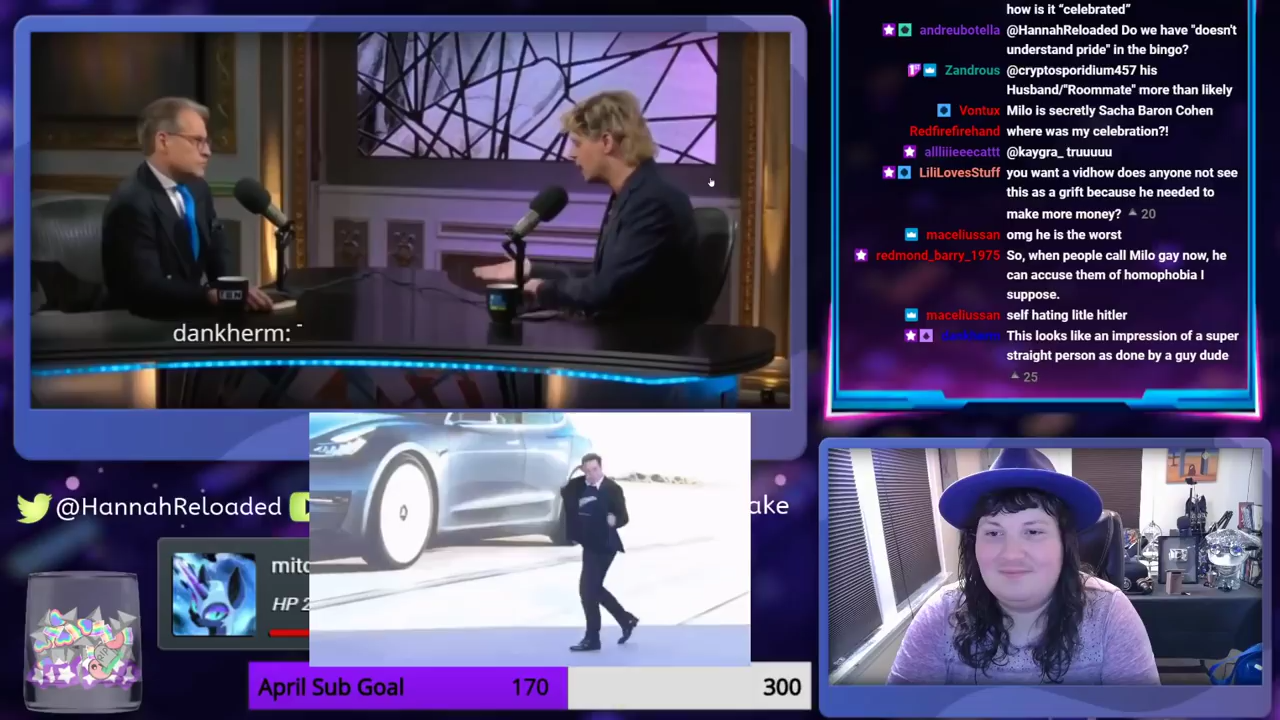 how is it “celebrated”
andreubotella @HannahReloaded Do we have "doesn't
understand pride" in the bingo?
Zandrous @cryptosporidium457 his
Husband/"Roommate" more than likely
Vontux Milo is secretly Sacha Baron Cohen
Redfirefirehand where was my celebration?!
allliiieeecattt @kaygra_ truuuuu
LiliLovesStuff you want a vidhow does anyone not see
this as a grift because he needed to
make more money? 20
maceliussan omg he is the worst
redmond_barry_1975 So, when people call Milo gay now, he
can accuse them of homophobia I
suppose.
maceliussan self hating litle hitler
This looks like an impression of a super
straight person as done by a guy dude
25
dankherm:
@HannahReloaded
ake
HP 2
April Sub Goal 170 300